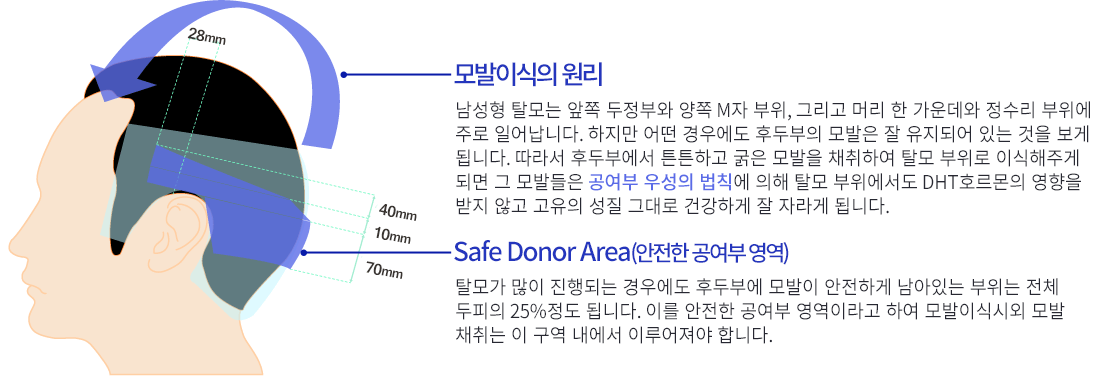 28mm
모발이식의 원리
남성형 탈모는 앞쪽 두정부와 양쪽 M자 부위, 그리고 머리 한 가운데와 정수리 부위에
주로 일어납니다. 하지만 어떤 경우에도 후두부의 모발은 잘 유지되어 있는 것을 보게
됩니다. 따라서 후두부에서 튼튼하고 굵은 모발을 채취하여 탈모 부위로 이식해주게
되면 그 모발들은 공여부 우성의 법칙에 의해 탈모 부위에서도 DHT호르몬의 영향을
받지 않고 고유의 성질 그대로 건강하게 잘 자라게 됩니다.
40mm
10mm
70mm
Safe Donor Area(안전한 공여부 영역)
탈모가 많이 진행되는 경우에도 후두부에 모발이 안전하게 남아있는 부위는 전체
두피의 25%정도 됩니다. 이를 안전한 공여부 영역이라고 하여 모발이식시외 모발
채취는 이 구역 내에서 이루어져야 합니다.